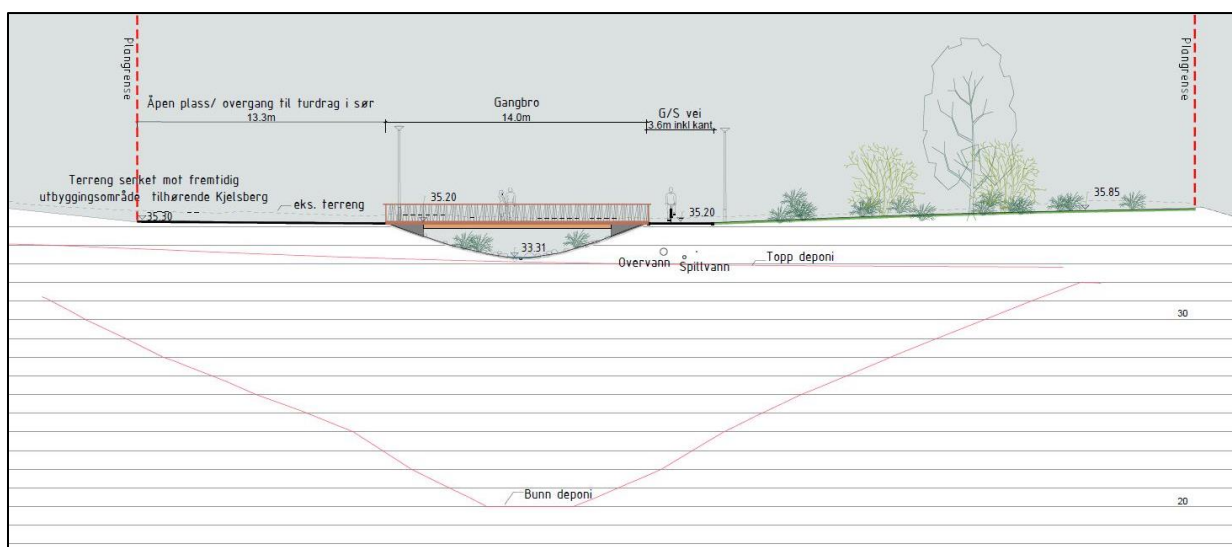 Plangrense
Plangrense
Åpen plass/ overgang til turdrag i sør
13.3m
Gangbro
14.0m
G/S vei
3.6m inkl kant
Terreng senket mot fremtidig
utbyggingsområde tilhørende Kjelsberg
eks. terreng
35.30
35.20
35.20
35.85
33.31
Overvann
Spittvann
Topp deponi
30
Bunn deponi
20